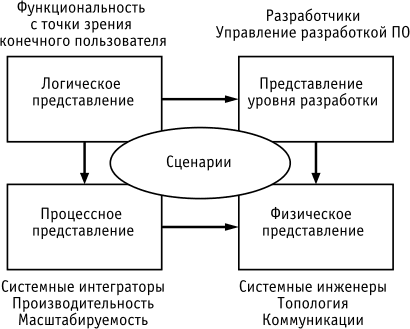 Функциональность
с точки зрения
конечного пользователя
Разработчики
Управление разработкой ПО
Логическое
представление
Представление
уровня разработки
Сценарии
Процессное
представление
Физическое
представление
Системные интеграторы
Производительность
Масштабируемость
Системные инженеры
Топология
Коммуникации